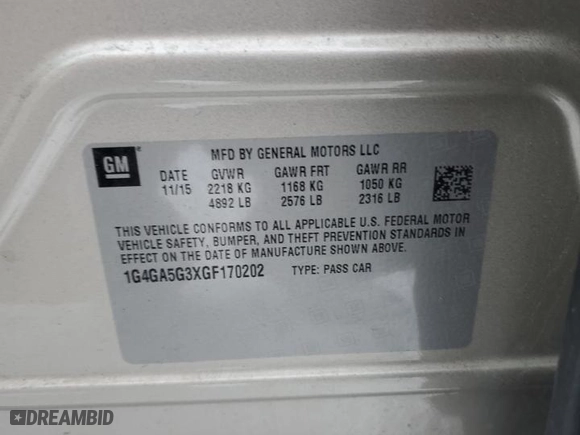 GM
MFD BY GENERAL MOTORS LLC
DATE GVWR GAWR FRT GAWR RR
11/15 2218 KG 1168 KG 1050 KG
4892 LB 2576 LB 2316 LB
THIS VEHICLE CONFORMS TO ALL APPLICABLE U.S. FEDERAL MOTOR
VEHICLE SAFETY, BUMPER, AND THEFT PREVENTION STANDARDS IN
EFFECT ON THE DATE OF MANUFACTURE SHOWN ABOVE.
1G4GA5G3XGF170202 TYPE: PASS CAR
DREAMBID